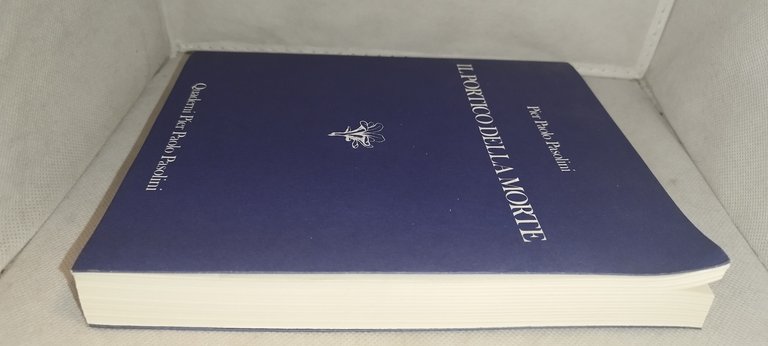 Pier Paolo Pasolini
IL PORTICO DELLA MORTE
Quaderni Pier Paolo Pasolini